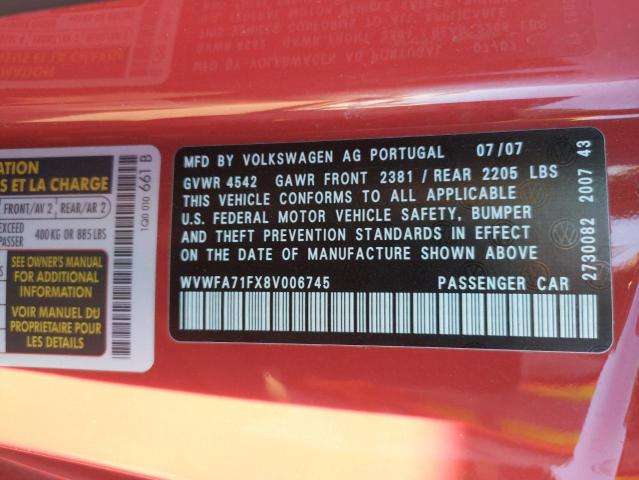 ATION
S ET LA CHARGE
FRONT/AV 2 REAR/AR 2
EXCEED
PASSER 400 KG OR 885 LBS
SEE OWNER'S MANUAL
FOR ADDITIONAL
INFORMATION
VOIR MANUEL DU
PROPRIETAIRE POUR
LES DETAILS
1Q0 010 661 B
MFD BY VOLKSWAGEN AG PORTUGAL 07/07
GVWR 4542 GAWR FRONT 2381 / REAR 2205 LBS
THIS VEHICLE CONFORMS TO ALL APPLICABLE
U.S. FEDERAL MOTOR VEHICLE SAFETY, BUMPER
AND THEFT PREVENTION STANDARDS IN EFFECT
ON THE DATE OF MANUFACTURE SHOWN ABOVE
WVWFA71FX8V006745 PASSENGER CAR
2730082 2007 43